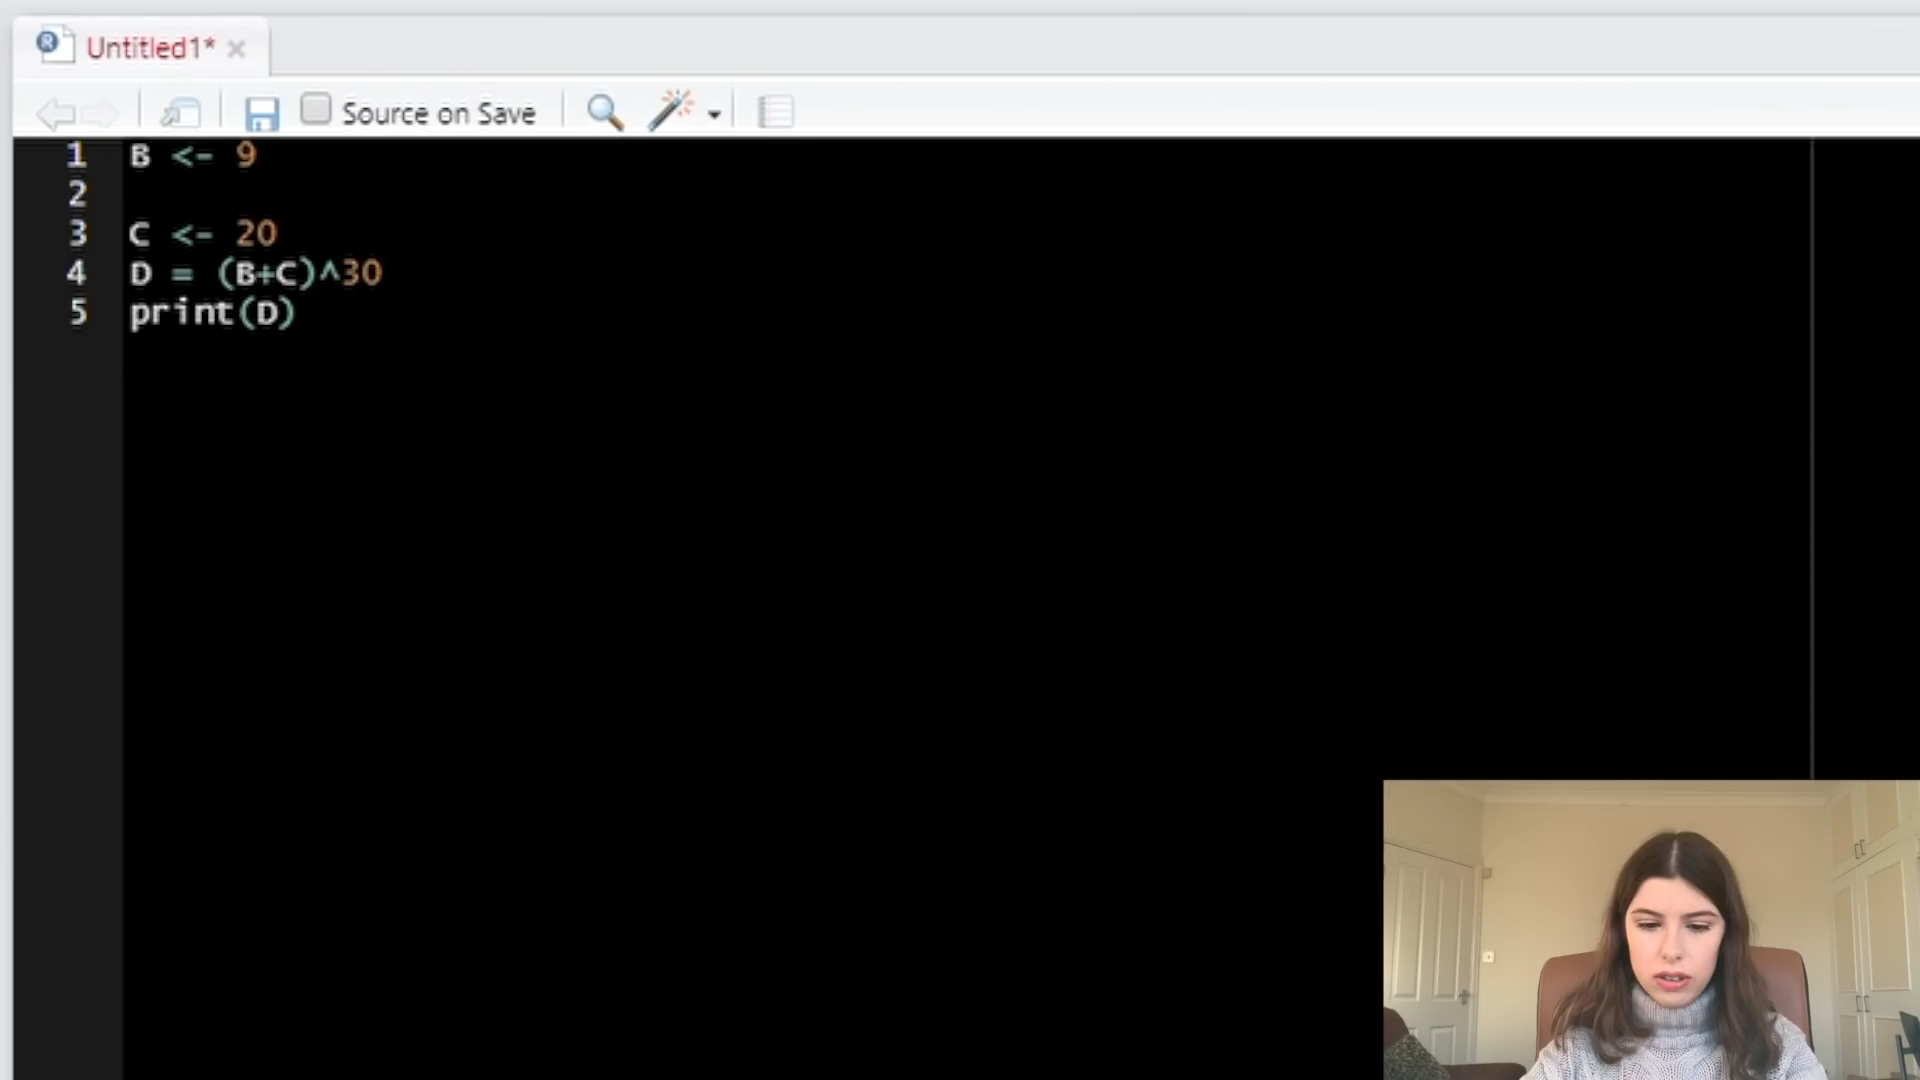 Untitled1*
Source on Save
1 B <- 9
2
3 C <- 20
4 D = (B+C)^30
5 print(D)